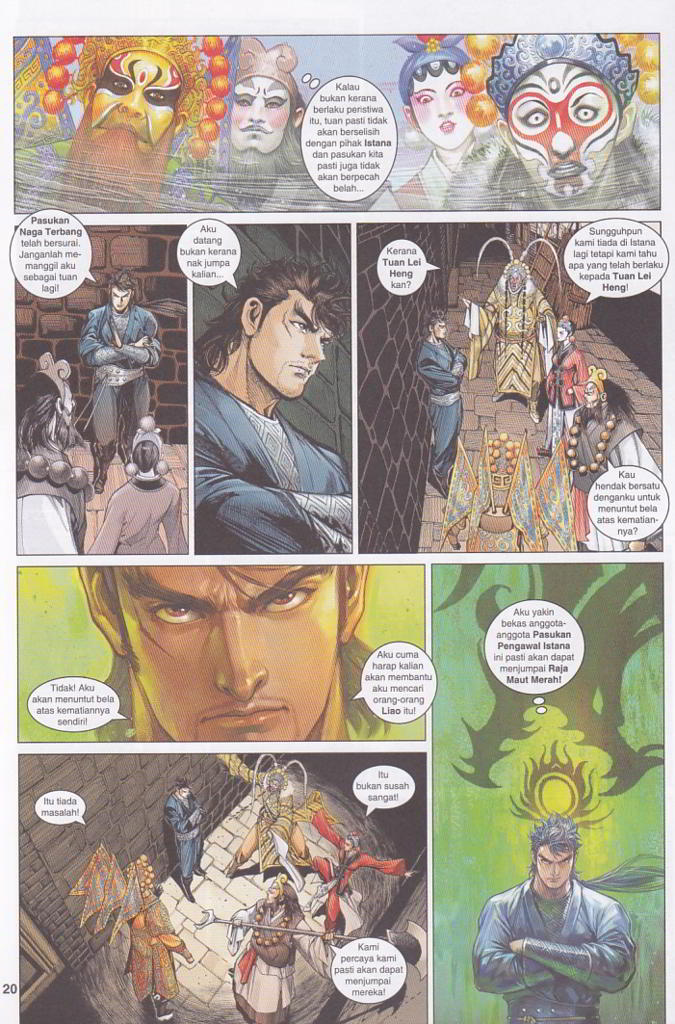 Kalau
bukan kerana
peristiwa
itu, tuan pasti tidak
akan berselisih
dengan pihak Istana
dan pasukan kita
pasti juga tidak
akan berpecah
belah...
Pasukan
Naga Terbang
telah bersurai.
Janganlah me-
manggil aku
sebagai tuan
lagi!
Aku
datang
bukan kerana
nak jumpa
kalian...
Kerana
Tuan Lei
Heng
kan?
Sungguhpun
kami tiada di Istana
lagi tetapi kami tahu
apa yang telah berlaku
kepada Tuan Lei
Heng!
Kau
hendak bersatu
denganku untuk
menuntut bela
atas kematian-
nya?
Tidak! Aku
akan menuntut bela
atas kematiannya
sendiri!
Aku cuma
harap kalian
akan membantu
aku mencari
orang-orang
Liao itu!
Aku yakin
bekas anggota-
anggota Pasukan
Pengawal Istana
ini pasti akan dapat
menjumpai Raja
Maut Merah!
Itu tiada
masalah!
Itu
bukan susah
sangat!
Kami
percaya kami
pasti akan dapat
menjumpai
mereka!
20